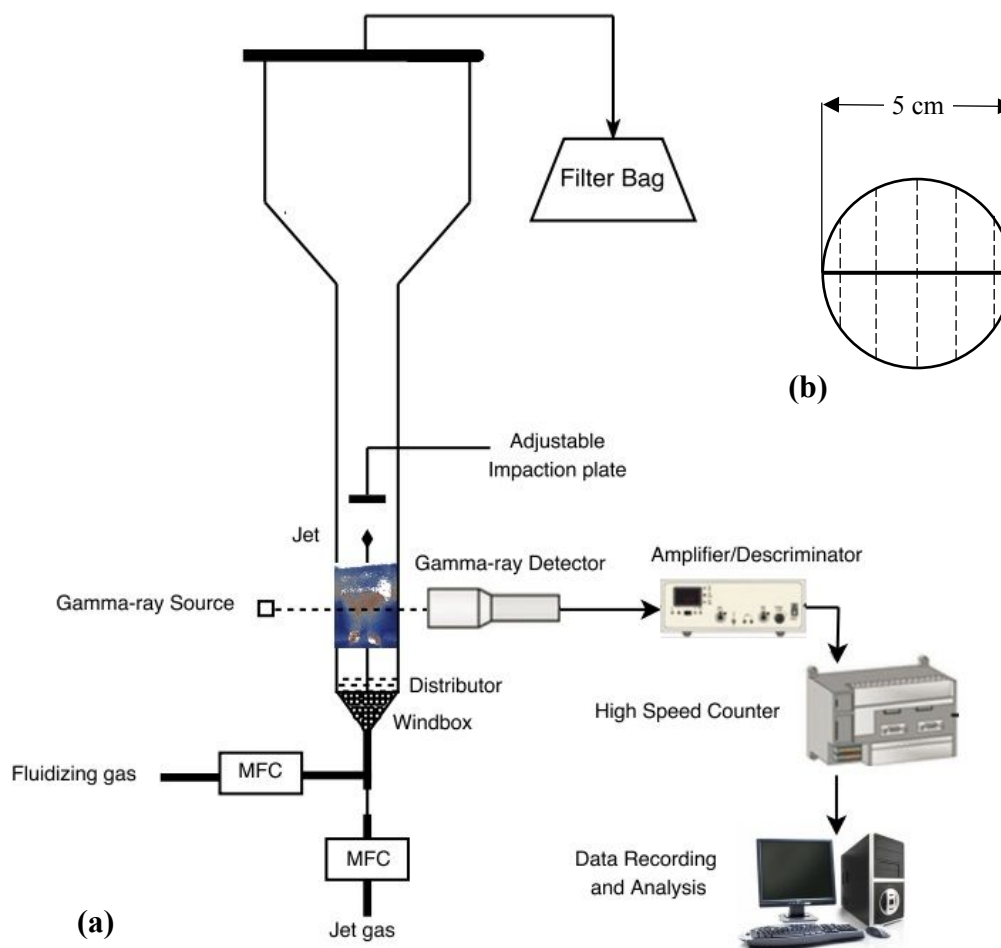 5 cm
Filter Bag
(b)
Adjustable
Impaction plate
Jet
Gamma-ray Detector
Amplifier/Descriminator
Gamma-ray Source
Distributor
Windbox
High Speed Counter
Fluidizing gas
MFC
MFC
Data Recording
and Analysis
(a)
Jet gas